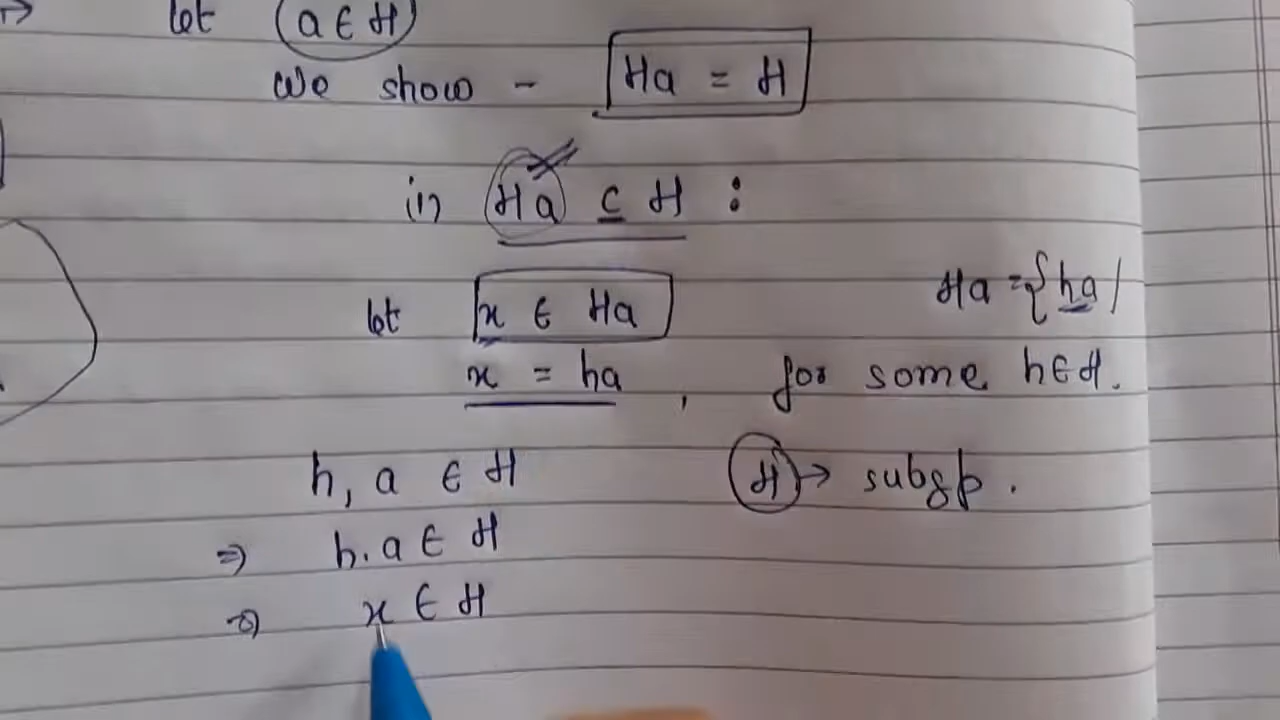 let a ∈ H
We show - Ha = H
(i) Ha ⊆ H :
let x ∈ Ha Ha = {ha /
x = ha , for some h ∈ H.
h, a ∈ H H → subgp.
⇒ h.a ∈ H
⇒ x ∈ H